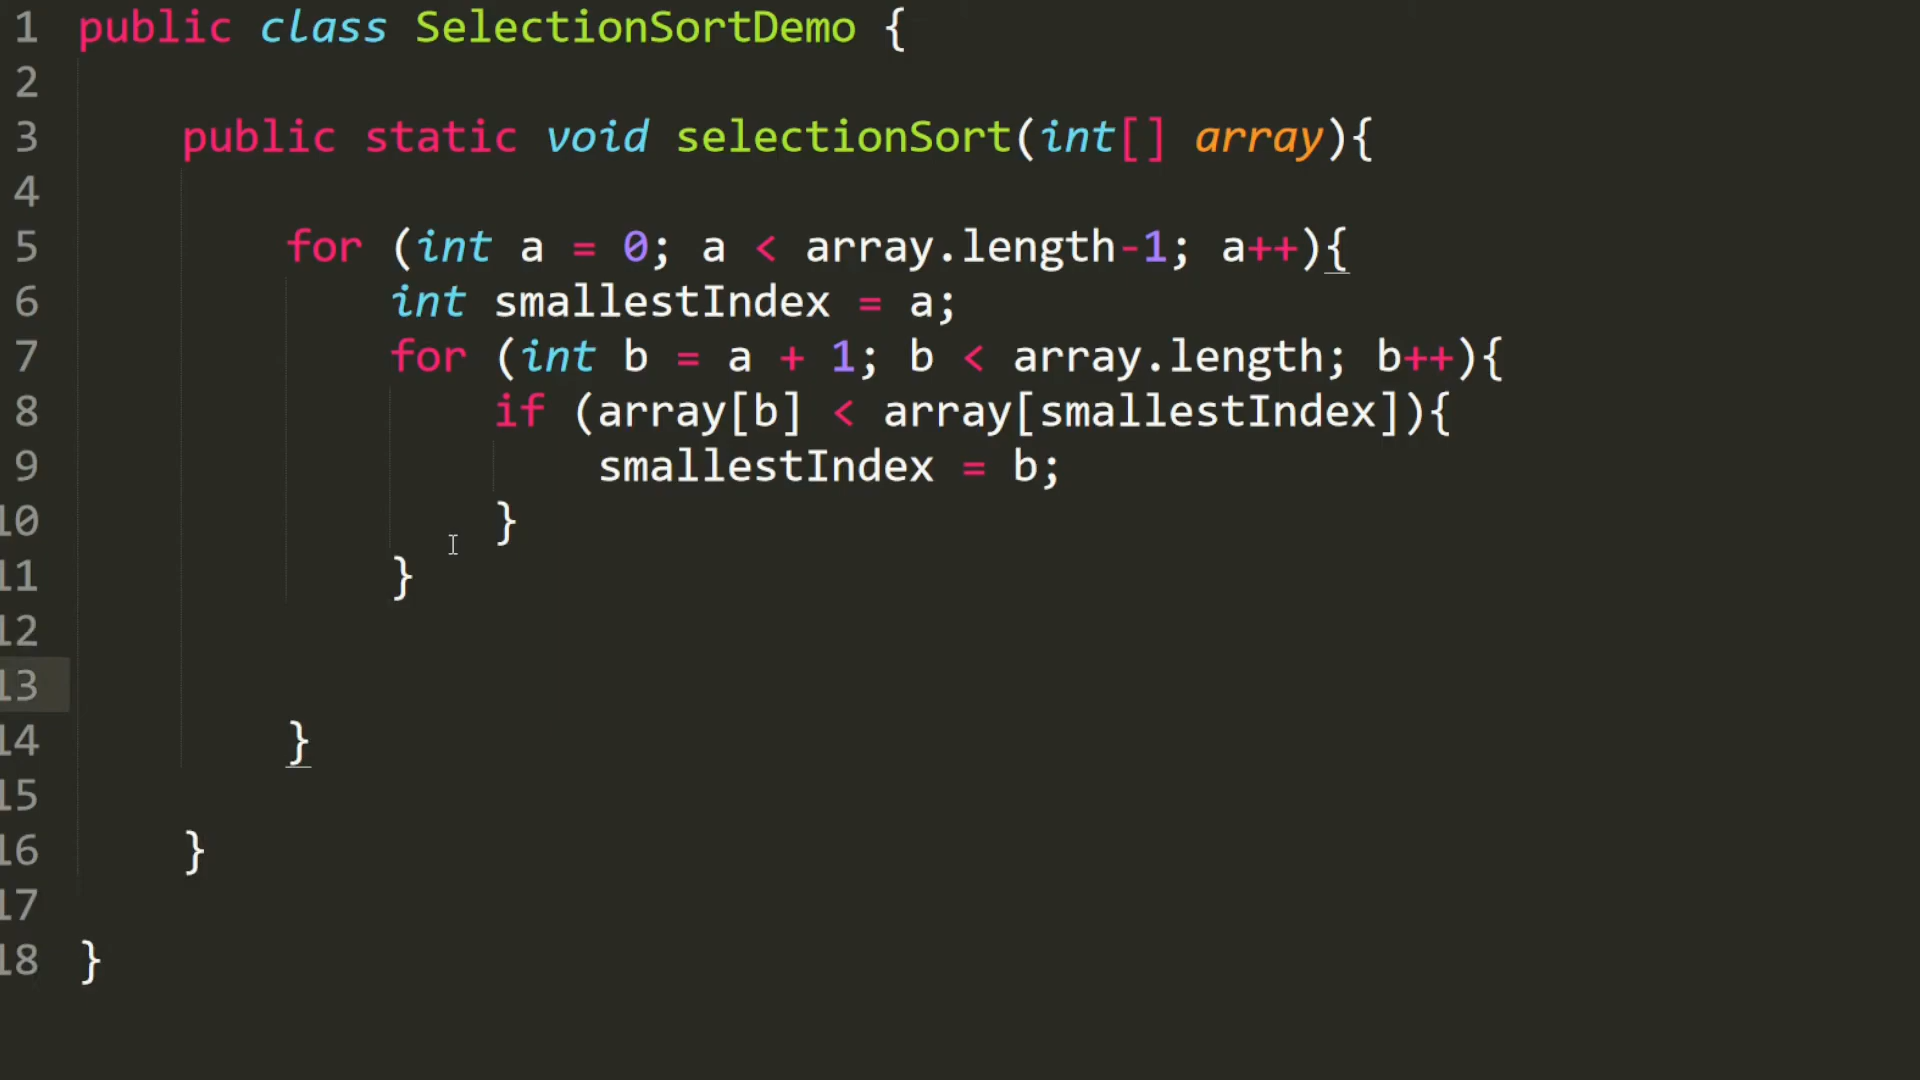 1 public class SelectionSortDemo {
2
3 public static void selectionSort(int[] array){
4
5 for (int a = 0; a < array.length-1; a++){
6 int smallestIndex = a;
7 for (int b = a + 1; b < array.length; b++){
8 if (array[b] < array[smallestIndex]){
9 smallestIndex = b;
10 }
11 }
12
13
14 }
15
16 }
17
18 }